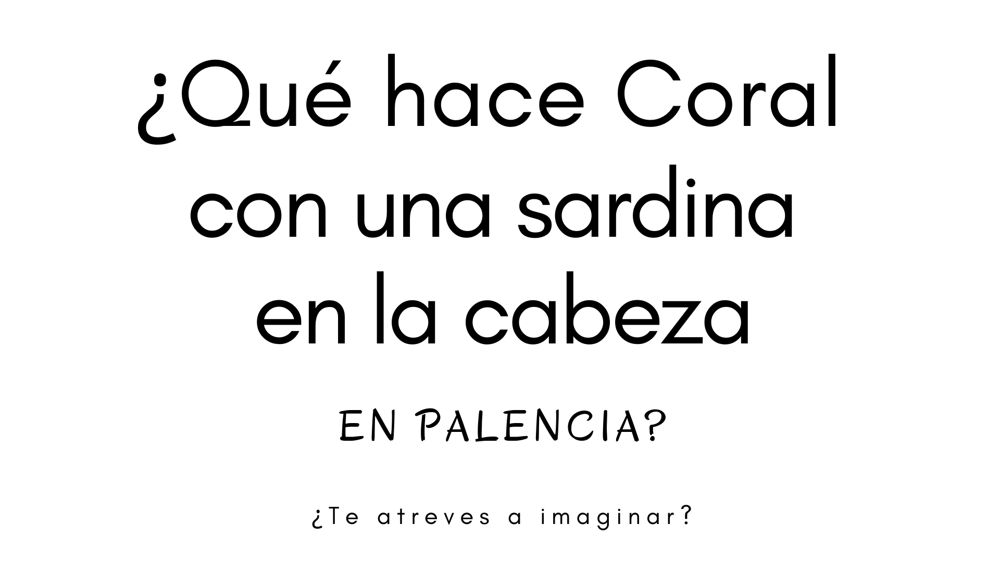 ¿Qué hace Coral
con una sardina
en la cabeza
EN PALENCIA?
¿Te atreves a imaginar?